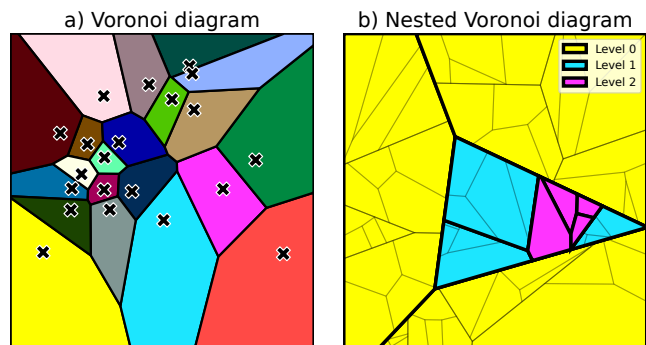 a) Voronoi diagram
b) Nested Voronoi diagram
Level 0
Level 1
Level 2